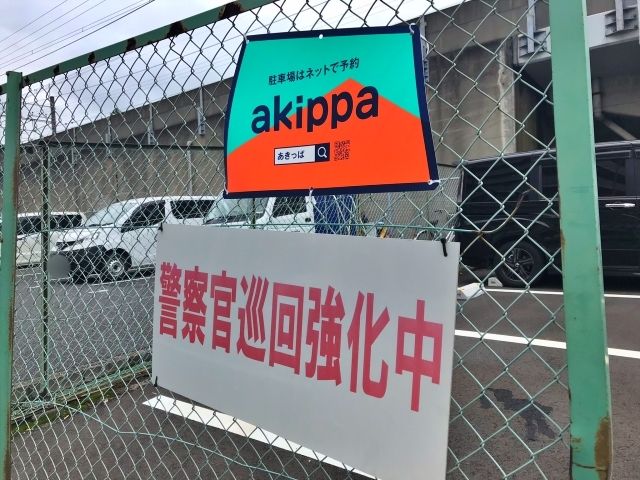 駐車場はネットで予約
akippa
あきっぱ
警察官巡回強化中